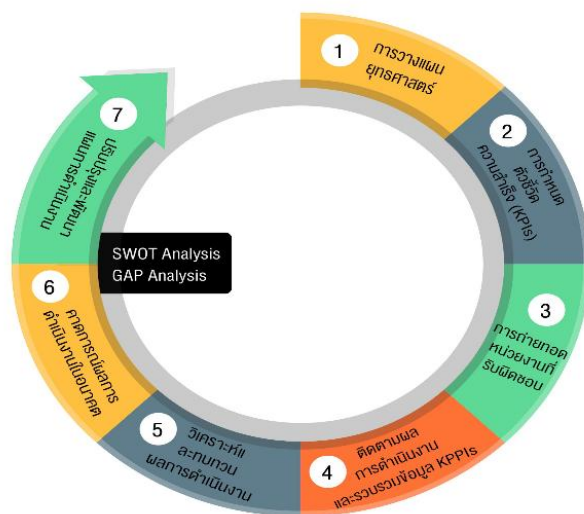 1
การวางแผน
ยุทธศาสตร์
2
การกำหนด
ตัวชี้วัด
ความสำเร็จ (KPIs)
3
การถ่ายทอด
หน่วยงานที่
รับผิดชอบ
4
ติดตามผล
การดำเนินงาน
และรวบรวมข้อมูล KPPIs
5
วิเคราะห์แ
ละทบทวน
ผลการดำเนินงาน
6
คาดการณ์ผลการ
ดำเนินงานในอนาคต
7
ปรับปรุงและพัฒนา
แผนการดำเนินงาน
SWOT Analysis
GAP Analysis